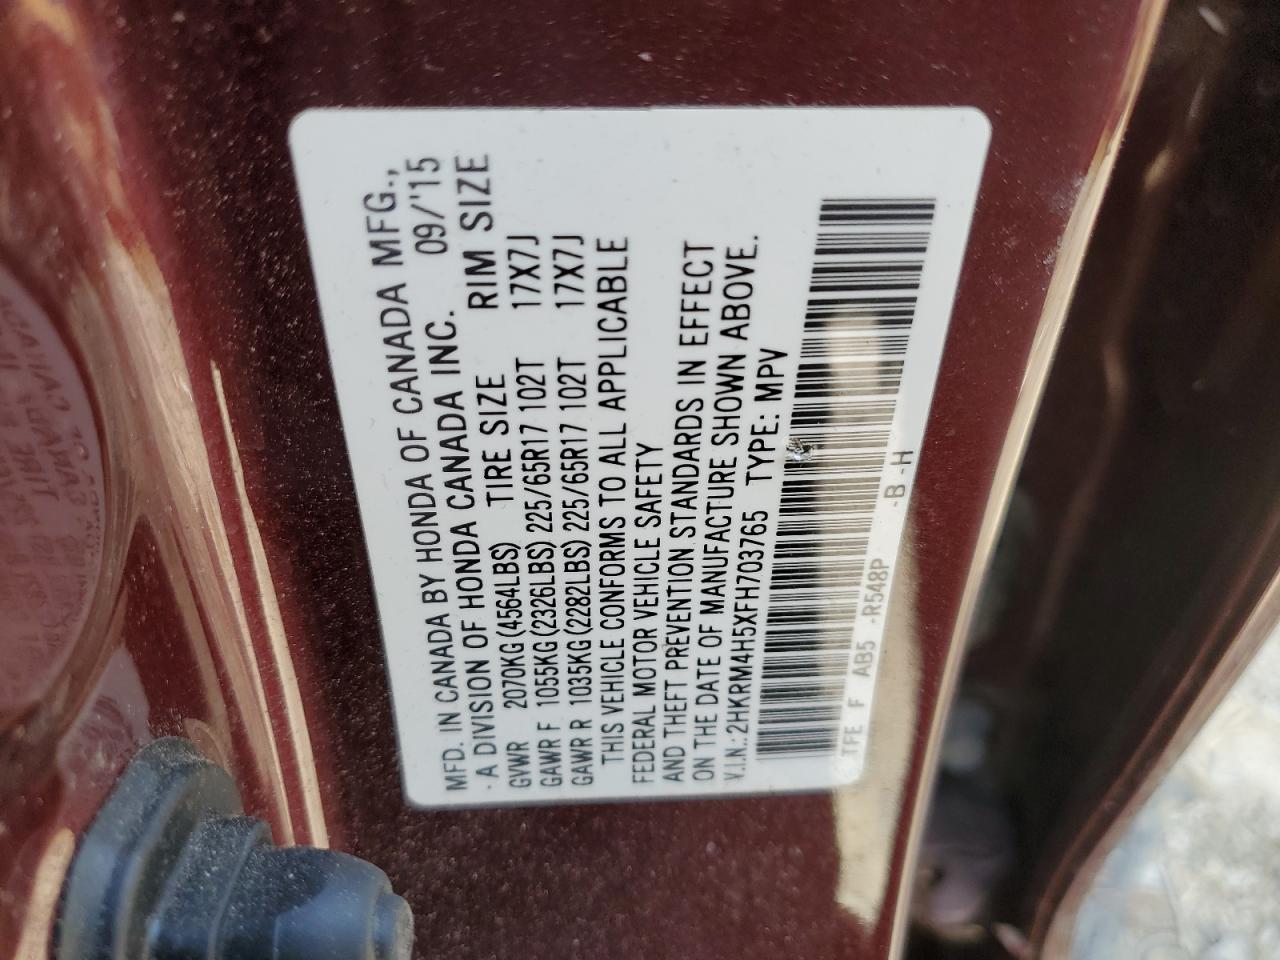 MFD. IN CANADA BY HONDA OF CANADA MFG.,
A DIVISION OF HONDA CANADA INC. 09/'15
GVWR 2070KG (4564LBS) TIRE SIZE RIM SIZE
GAWR F 1055KG (2326LBS) 225/65R17 102T 17X7J
GAWR R 1035KG (2282LBS) 225/65R17 102T 17X7J
THIS VEHICLE CONFORMS TO ALL APPLICABLE
FEDERAL MOTOR VEHICLE SAFETY
AND THEFT PREVENTION STANDARDS IN EFFECT
ON THE DATE OF MANUFACTURE SHOWN ABOVE.
V.I.N.: 2HKRM4H5XFH703765 TYPE: MPV
TFE F AB5 -R548P -B -H